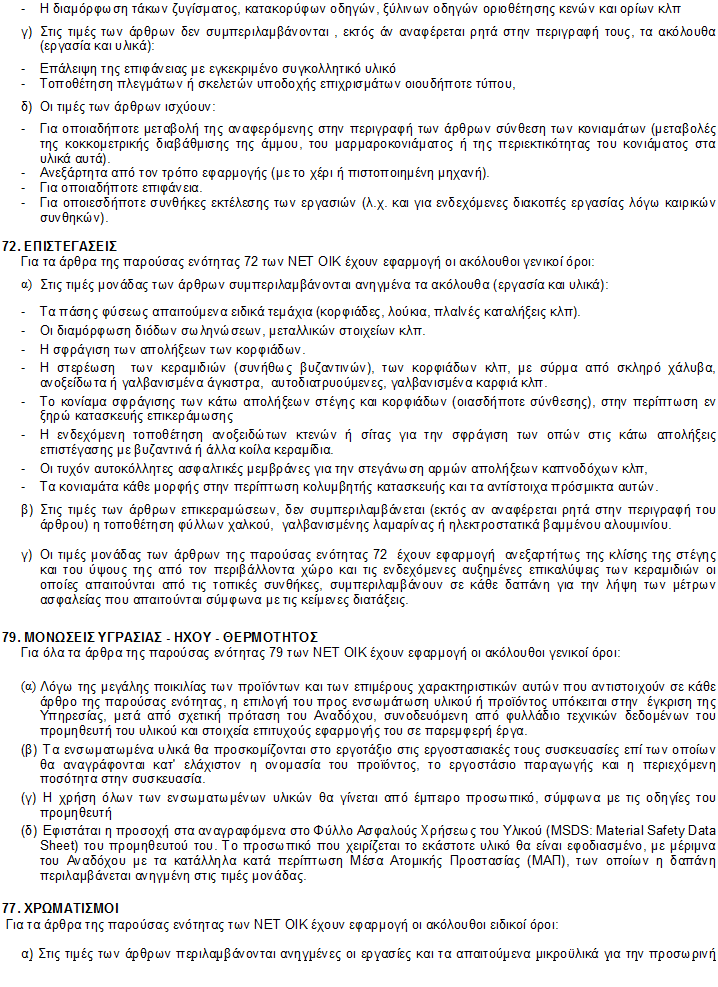 - Η διαμόρφωση τάκων ζυγίσματος, κατακορύφων οδηγών, ξύλινων οδηγών οριοθέτησης κενών και ορίων κλπ
γ) Στις τιμές των άρθρων δεν συμπεριλαμβάνονται , εκτός άν αναφέρεται ρητά στην περιγραφή τους, τα ακόλουθα
(εργασία και υλικά):
- Επάλειψη της επιφάνειας με εγκεκριμένο συγκολλητικό υλικό
- Τοποθέτηση πλεγμάτων ή σκελετών υποδοχής επιχρισμάτων οιουδήποτε τύπου,
δ) Οι τιμές των άρθρων ισχύουν:
- Για οποιαδήποτε μεταβολή της αναφερόμενης στην περιγραφή των άρθρων σύνθεση των κονιαμάτων (μεταβολές
της κοκκομετρικής διαβάθμισης της άμμου, του μαρμαροκονιάματος ή της περιεκτικότητας του κονιάματος στα
υλικά αυτά).
- Ανεξάρτητα από τον τρόπο εφαρμογής (με το χέρι ή πιστοποιημένη μηχανή).
- Για οποιαδήποτε επιφάνεια.
- Για οποιεσδήποτε συνθήκες εκτέλεσης των εργασιών (λ.χ. και για ενδεχόμενες διακοπές εργασίας λόγω καιρικών
συνθηκών).
72. ΕΠΙΣΤΕΓΑΣΕΙΣ
Για τα άρθρα της παρούσας ενότητας 72 των ΝΕΤ ΟΙΚ έχουν εφαρμογή οι ακόλουθοι γενικοί όροι:
α) Στις τιμές μονάδας των άρθρων συμπεριλαμβάνονται ανηγμένα τα ακόλουθα (εργασία και υλικά):
- Τα πάσης φύσεως απαιτούμενα ειδικά τεμάχια (κορφιάδες, λούκια, πλαϊνές καταλήξεις κλπ).
- Οι διαμόρφωση διόδων σωληνώσεων, μεταλλικών στοιχείων κλπ.
- Η σφράγιση των απολήξεων των κορφιάδων.
- Η στερέωση των κεραμιδιών (συνήθως βυζαντινών), των κορφιάδων κλπ, με σύρμα από σκληρό χάλυβα,
ανοξείδωτα ή γαλβανισμένα άγκιστρα, αυτοδιατρυούμενες, γαλβανισμένα καρφιά κλπ.
- Το κονίαμα σφράγισης των κάτω απολήξεων στέγης και κορφιάδων (οιασδήποτε σύνθεσης), στην περίπτωση εν
ξηρώ κατασκευής επικεράμωσης
- Η ενδεχόμενη τοποθέτηση ανοξειδώτων κτενών ή σίτας για την σφράγιση των οπών στις κάτω απολήξεις
επιστέγασης με βυζαντινά ή άλλα κοίλα κεραμίδια.
- Οι τυχόν αυτοκόλλητες ασφαλτικές μεμβράνες για την στεγάνωση αρμών απολήξεων καπνοδόχων κλπ,
- Τα κονιαμάτα κάθε μορφής στην περίπτωση κολυμβητής κατασκευής και τα αντίστοιχα πρόσμικτα αυτών.
β) Στις τιμές των άρθρων επικεραμώσεων, δεν συμπεριλαμβάνεται (εκτός αν αναφέρεται ρητά στην περιγραφή του
άρθρου) η τοποθέτηση φύλλων χαλκού, γαλβανισμένης λαμαρίνας ή ηλεκτροστατικά βαμμένου αλουμινίου.
γ) Οι τιμές μονάδας των άρθρων της παρούσας ενότητας 72 έχουν εφαρμογή ανεξαρτήτως της κλίσης της στέγης
και του ύψους της από τον περιβάλλοντα χώρο και τις ενδεχόμενες αυξημένες επικαλύψεις των κεραμιδιών οι
οποίες απαιτούνται από τις τοπικές συνθήκες, συμπεριλαμβάνουν σε κάθε δαπάνη για την λήψη των μέτρων
ασφαλείας που απαιτούνται σύμφωνα με τις κείμενες διατάξεις.
79. ΜΟΝΩΣΕΙΣ ΥΓΡΑΣΙΑΣ - ΗΧΟΥ - ΘΕΡΜΟΤΗΤΟΣ
Για όλα τα άρθρα της παρούσας ενότητας 79 των ΝΕΤ ΟΙΚ έχουν εφαρμογή οι ακόλουθοι γενικοί όροι:
(α) Λόγω της μεγάλης ποικιλίας των προϊόντων και των επιμέρους χαρακτηριστικών αυτών που αντιστοιχούν σε κάθε
άρθρο της παρούσας ενότητας, η επιλογή του προς ενσωμάτωση υλικού ή προϊόντος υπόκειται στην έγκριση της
Υπηρεσίας, μετά από σχετική πρόταση του Αναδόχου, συνοδευόμενη από φυλλάδιο τεχνικών δεδομένων του
προμηθευτή του υλικού και στοιχεία επιτυχούς εφαρμογής του σε παρεμφερή έργα.
(β) Τα ενσωματωμένα υλικά θα προσκομίζονται στο εργοτάξιο στις εργοστασιακές τους συσκευασίες επί των οποίων
θα αναγράφονται κατ' ελάχιστον η ονομασία του προϊόντος, το εργοστάσιο παραγωγής και η περιεχόμενη
ποσότητα στην συσκευασία.
(γ) Η χρήση όλων των ενσωματωμένων υλικών θα γίνεται από έμπειρο προσωπικό, σύμφωνα με τις οδηγίες του
προμηθευτή
(δ) Εφιστάται η προσοχή στα αναγραφόμενα στο Φύλλο Ασφαλούς Χρήσεως του Υλικού (MSDS: Material Safety Data
Sheet) του προμηθευτού του. Το προσωπικό που χειρίζεται το εκάστοτε υλικό θα είναι εφοδιασμένο, με μέριμνα
του Αναδόχου με τα κατάλληλα κατά περίπτωση Μέσα Ατομικής Προστασίας (ΜΑΠ), των οποίων η δαπάνη
περιλαμβάνεται ανηγμένη στις τιμές μονάδας.
77. ΧΡΩΜΑΤΙΣΜΟΙ
Για τα άρθρα της παρούσας ενότητας των ΝΕΤ ΟΙΚ έχουν εφαρμογή οι ακόλουθοι ειδικοί όροι:
α) Στις τιμές των άρθρων περιλαμβάνονται ανηγμένες οι εργασίες και τα απαιτούμενα μικροϋλικά για την προσωρινή